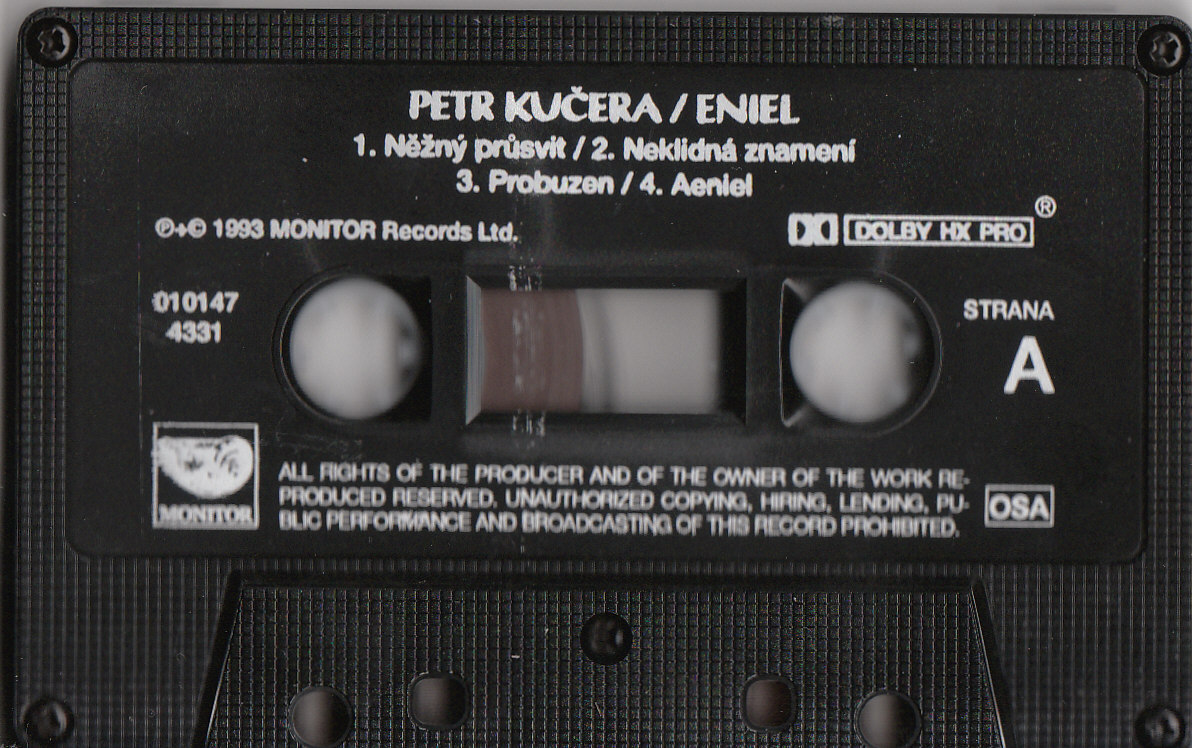 PETR KUČERA / ENIEL
1. Něžný průsvit / 2. Neklidná znamení
3. Probuzen / 4. Aeniel
℗+© 1993 MONITOR Records Ltd.
DOLBY HX PRO ®
010147
4331
STRANA
A
MONITOR
ALL RIGHTS OF THE PRODUCER AND OF THE OWNER OF THE WORK RE-
PRODUCED RESERVED. UNAUTHORIZED COPYING, HIRING, LENDING, PU-
BLIC PERFORMANCE AND BROADCASTING OF THIS RECORD PROHIBITED.
OSA